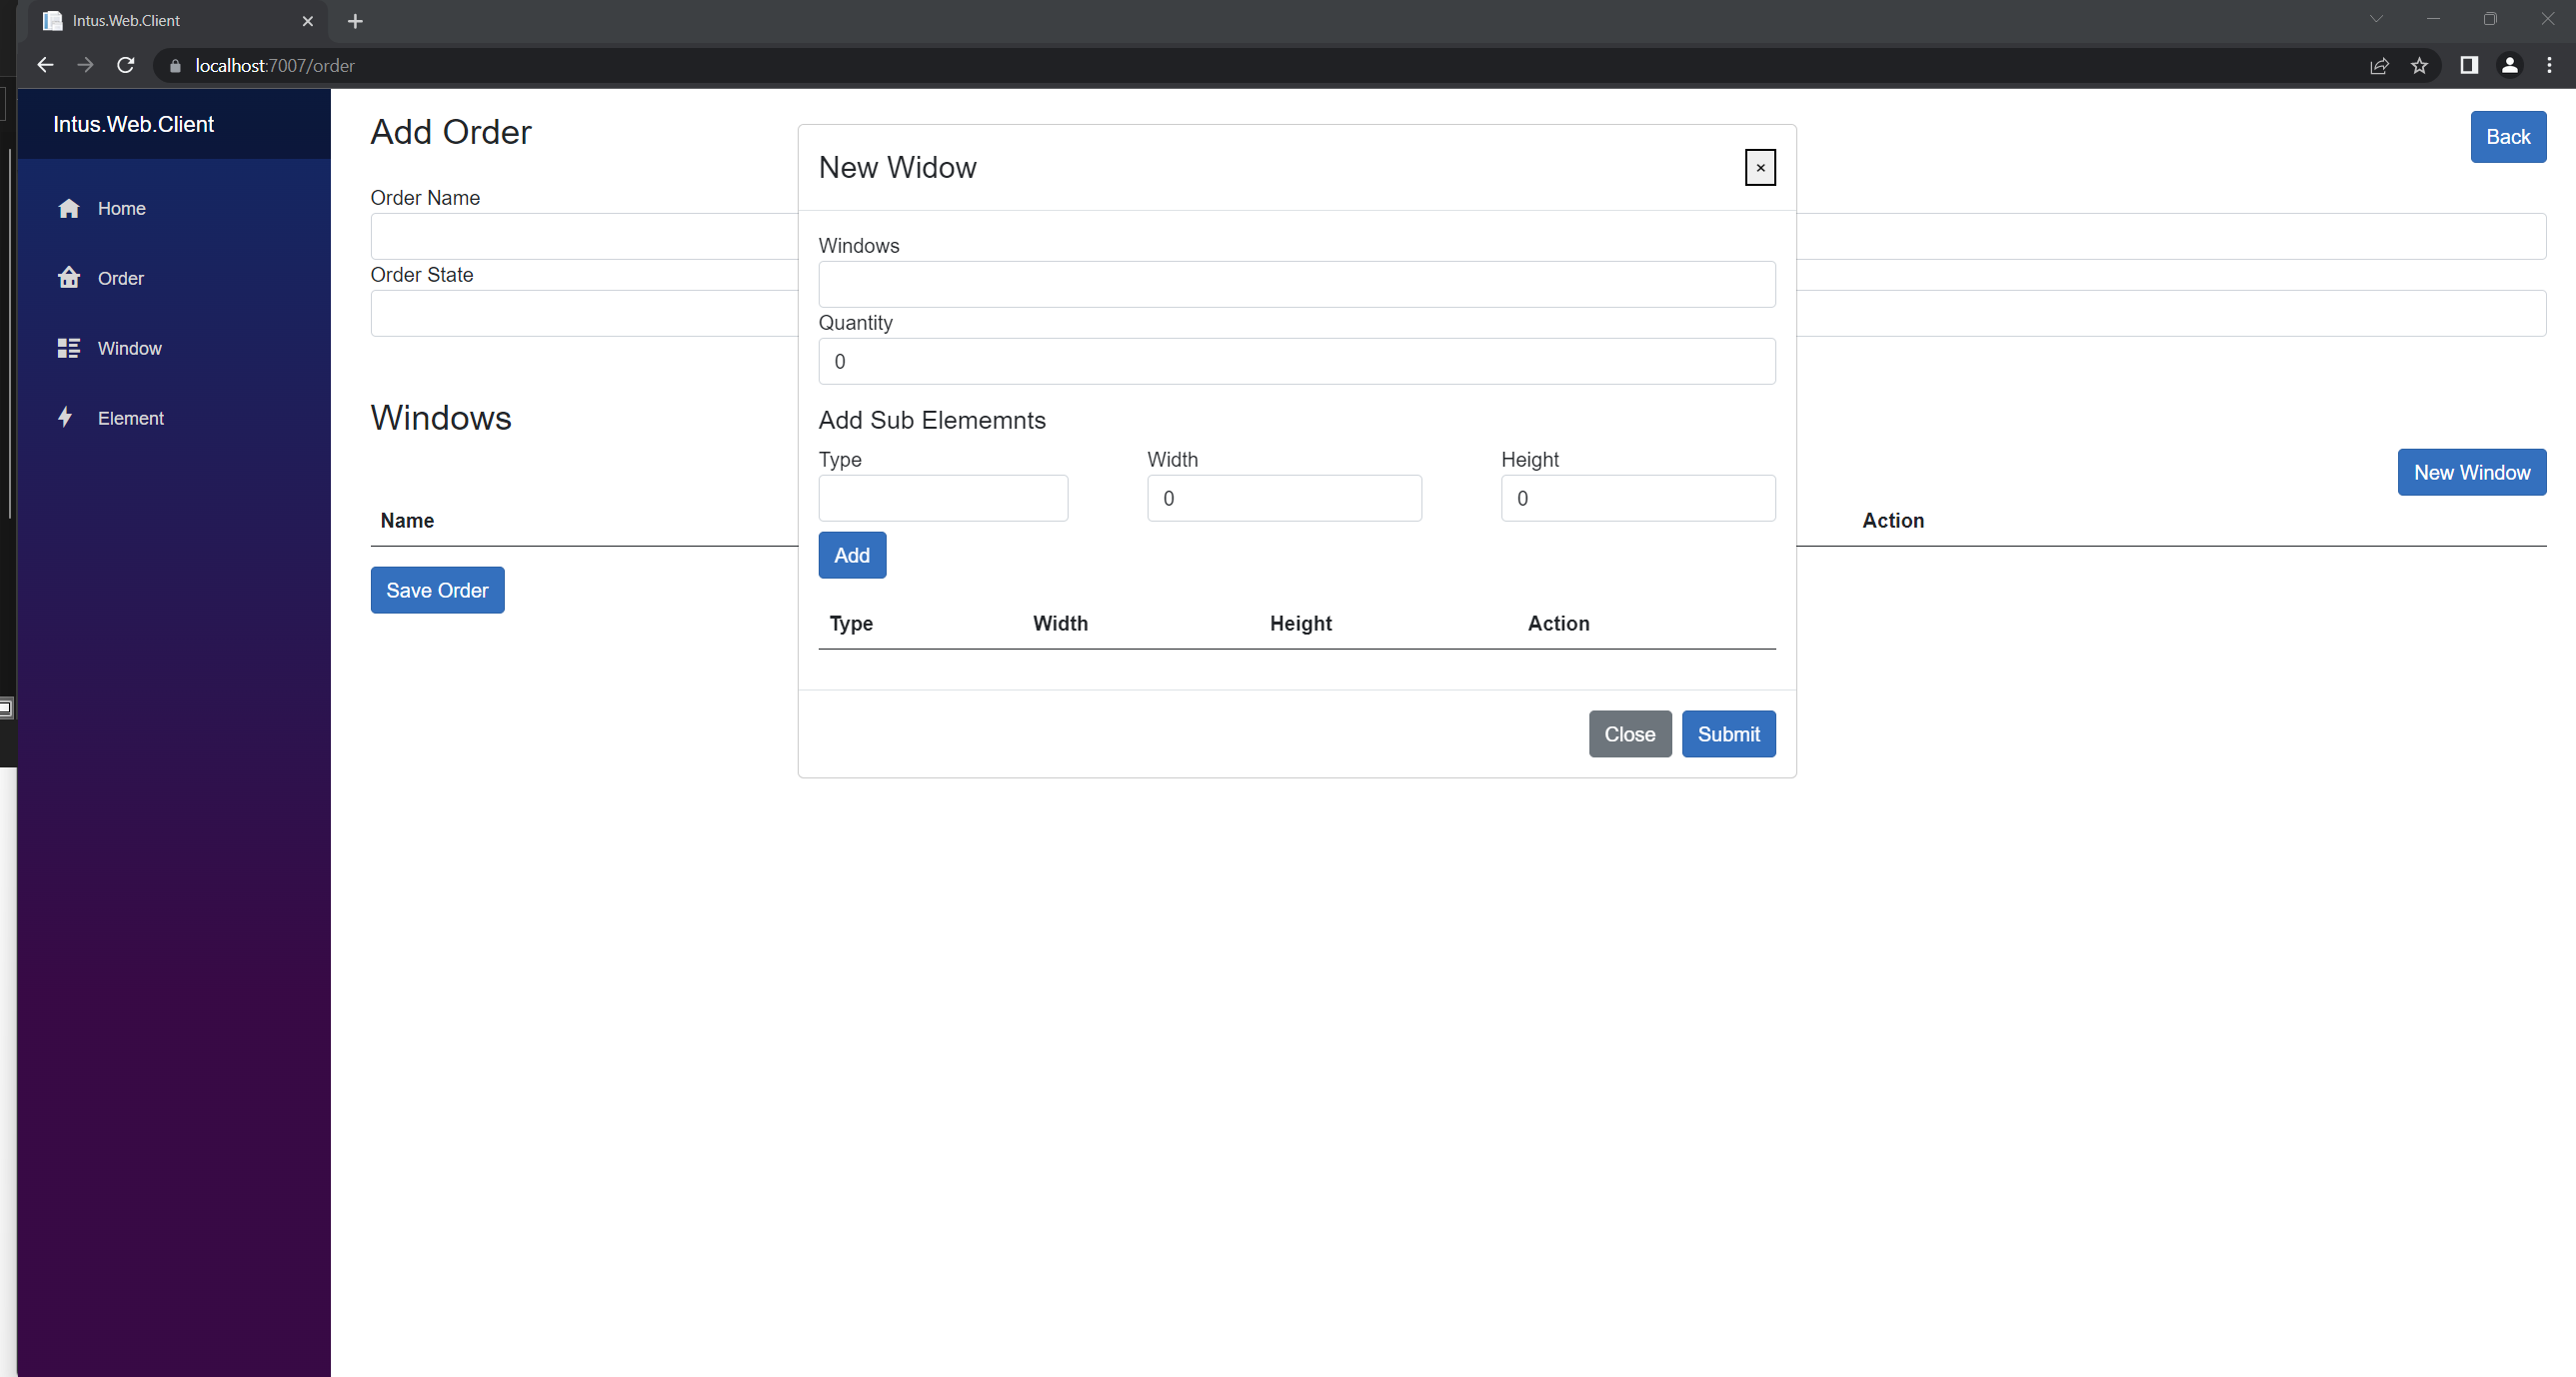 Intus.Web.Client
localhost:7007/order
Intus.Web.Client
Home
Order
Window
Element
Add Order
Back
Order Name
Order State
Windows
New Window
Name
Action
Save Order
New Widow
×
Windows
Quantity
0
Add Sub Elememnts
Type Width Height
0 0
Add
Type Width Height Action
Close Submit